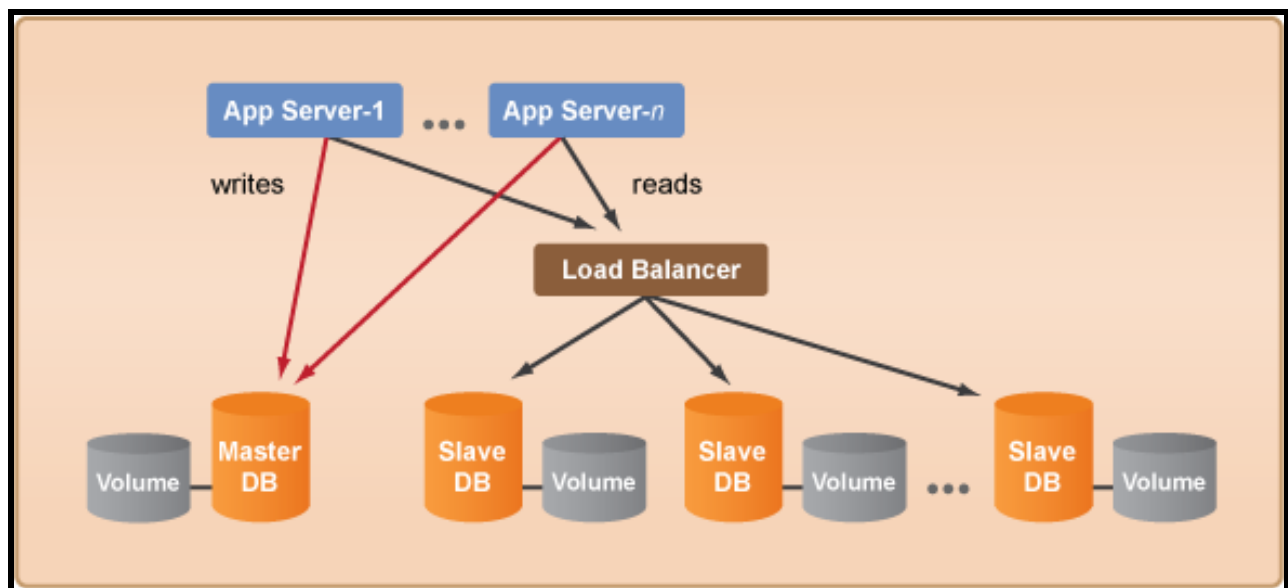 App Server-1
App Server-n
writes
reads
Load Balancer
Volume
Master
DB
Slave
DB
Volume
Slave
DB
Volume
Slave
DB
Volume